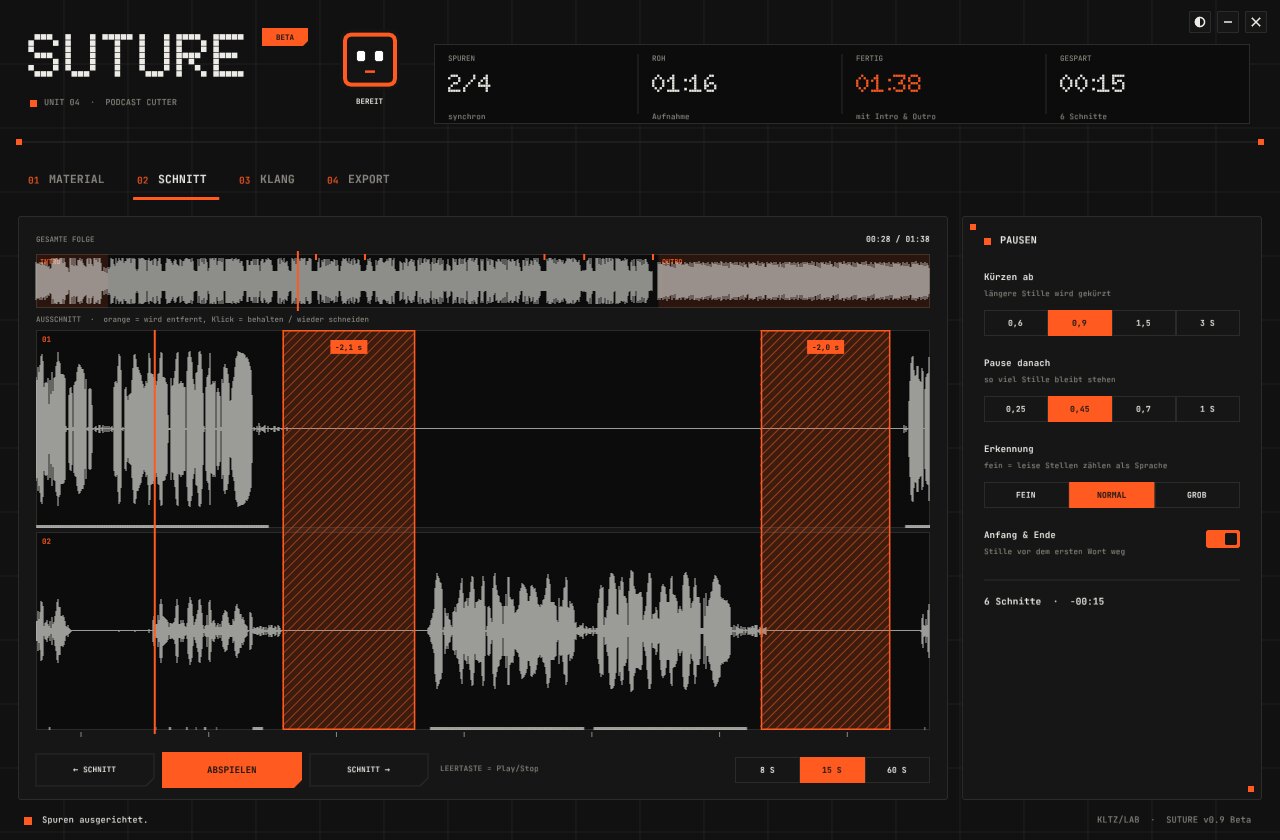 SUTURE BETA
UNIT 04 · PODCAST CUTTER
BEREIT
SPUREN
2/4
synchron
ROH
01:16
Aufnahme
FERTIG
01:38
mit Intro & Outro
GESPART
00:15
6 Schnitte
01 MATERIAL
02 SCHNITT
03 KLANG
04 EXPORT
GESAMTE FOLGE
00:28 / 01:38
INTRO
OUTRO
AUSSCHNITT · orange = wird entfernt, Klick = behalten / wieder schneiden
01
-2,1 s
-2,0 s
02
← SCHNITT
ABSPIELEN
SCHNITT →
LEERTASTE = Play/Stop
8 S
15 S
60 S
PAUSEN
Kürzen ab
längere Stille wird gekürzt
0,6
0,9
1,5
3 S
Pause danach
so viel Stille bleibt stehen
0,25
0,45
0,7
1 S
Erkennung
fein = leise Stellen zählen als Sprache
FEIN
NORMAL
GROB
Anfang & Ende
Stille vor dem ersten Wort weg
6 Schnitte · -00:15
Spuren ausgerichtet.
KLTZ/LAB · SUTURE v0.9 Beta